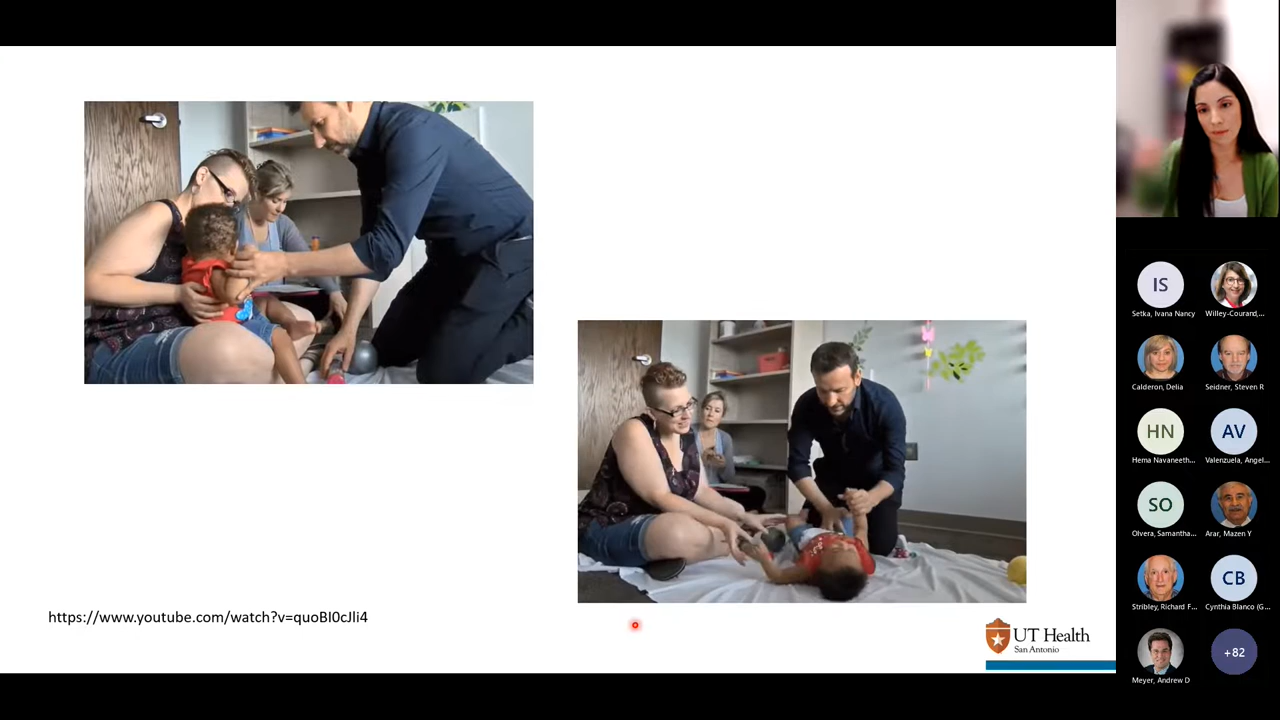 https://www.youtube.com/watch?v=quoBI0cJli4
UT Health
San Antonio
IS
Setka, Ivana Nancy
Willey-Courand,...
Calderon, Delia
Seidner, Steven R
HN
Hema Navaneeth...
AV
Valenzuela, Angel...
SO
Olvera, Samantha...
Arar, Mazen Y
Stribley, Richard F...
CB
Cynthia Blanco (G...
Meyer, Andrew D
+82